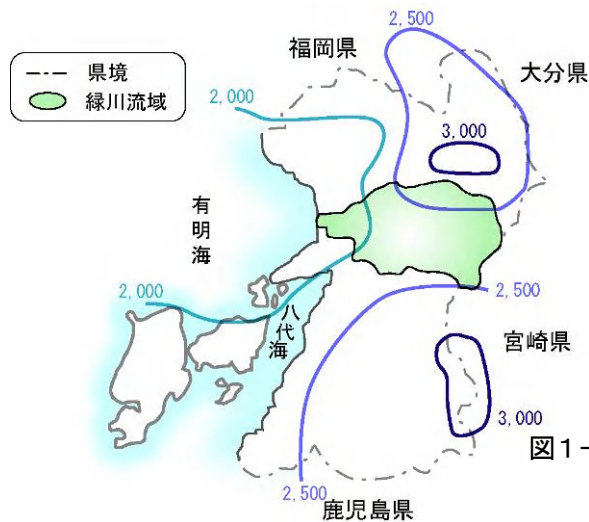 2,500
福岡県
大分県
県境
緑川流域
2,000
3,000
有明海
2,000
八代海
2,500
宮崎県
3,000
図1-
2,500
鹿児島県